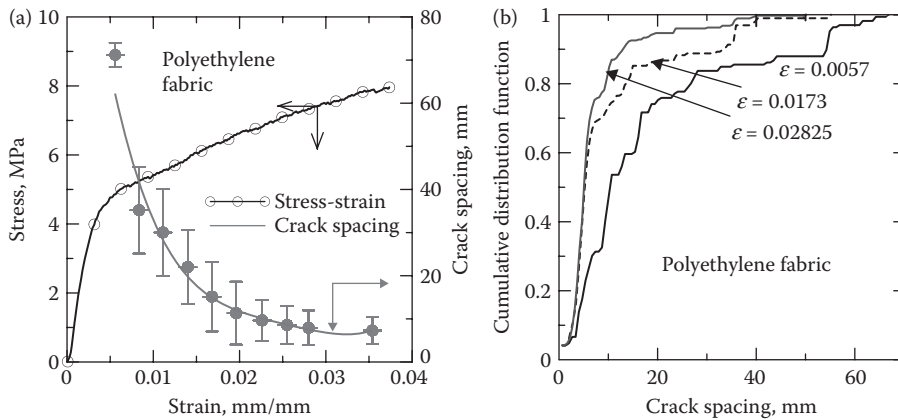 (a)
10
8
6
4
2
0
Stress, MPa
0
0.01
0.02
0.03
0.04
Strain, mm/mm
80
60
40
20
0
Crack spacing, mm
Polyethylene
fabric
Stress-strain
Crack spacing
(b)
1
0.8
0.6
0.4
0.2
0
Cumulative distribution function
0
20
40
60
Crack spacing, mm
ε = 0.0057
ε = 0.0173
ε = 0.02825
Polyethylene fabric